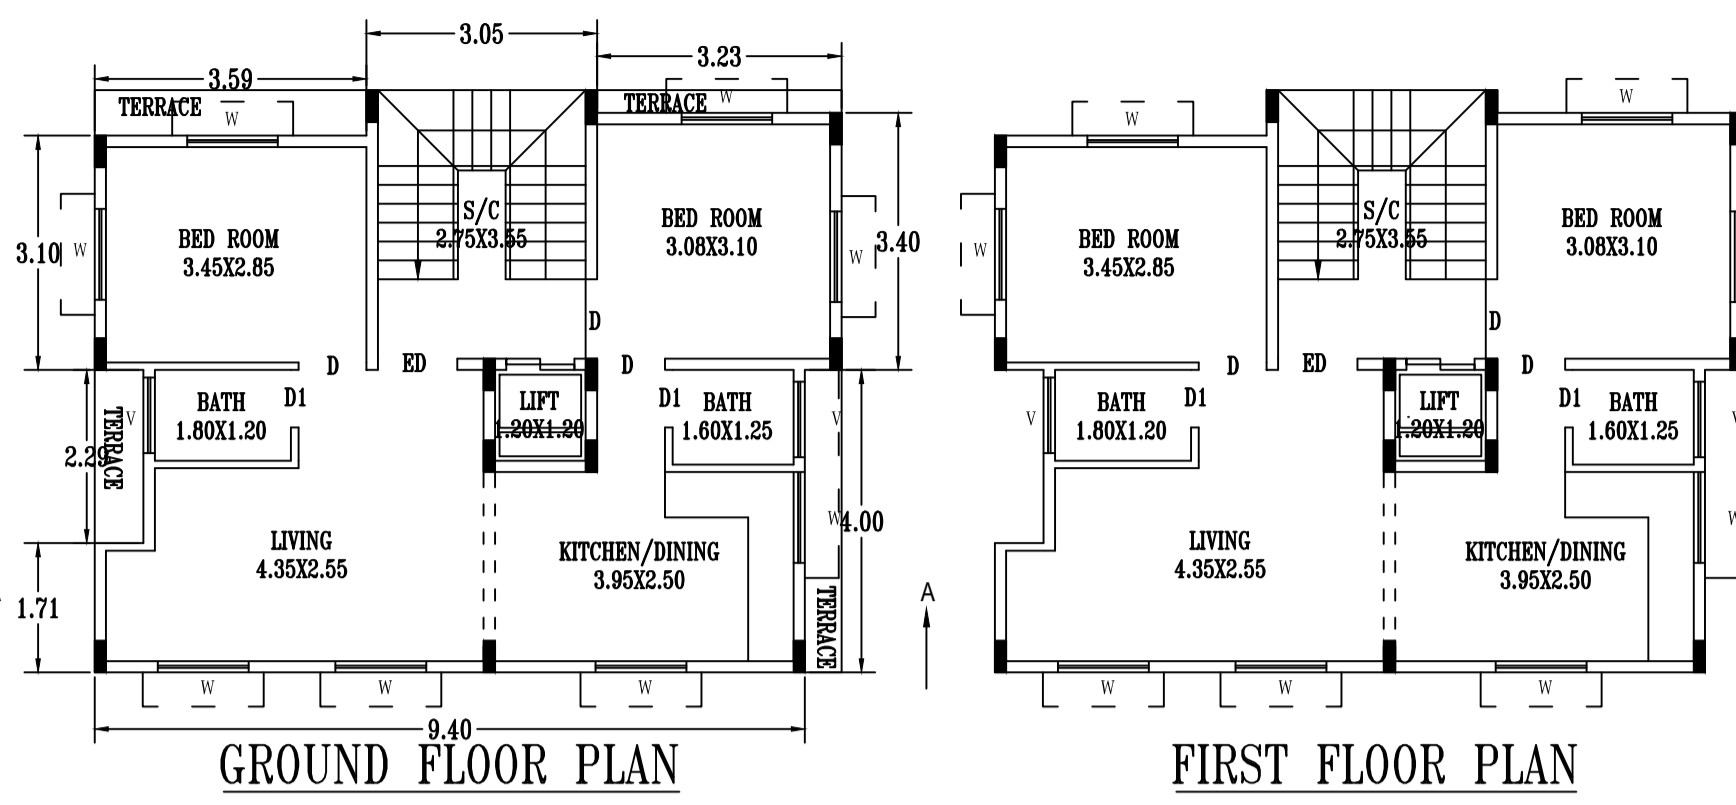 3.05
3.23
3.59
TERRACE
W
TERRACE
W
W
W
S/C
2.75X3.55
BED ROOM
3.08X3.10
3.40
BED ROOM
3.45X2.85
3.10
W
W
D
D
ED
D
BATH
1.80X1.20
D1
LIFT
1.20X1.20
D1
BATH
1.60X1.25
V
V
TERRACE
2.29
W
4.00
LIVING
4.35X2.55
KITCHEN/DINING
3.95X2.50
1.71
TERRACE
W
W
W
9.40
GROUND FLOOR PLAN
A
S/C
2.75X3.55
BED ROOM
3.08X3.10
BED ROOM
3.45X2.85
W
D
D
ED
D
BATH
1.80X1.20
D1
LIFT
1.20X1.20
D1
BATH
1.60X1.25
V
LIVING
4.35X2.55
KITCHEN/DINING
3.95X2.50
W
W
W
FIRST FLOOR PLAN